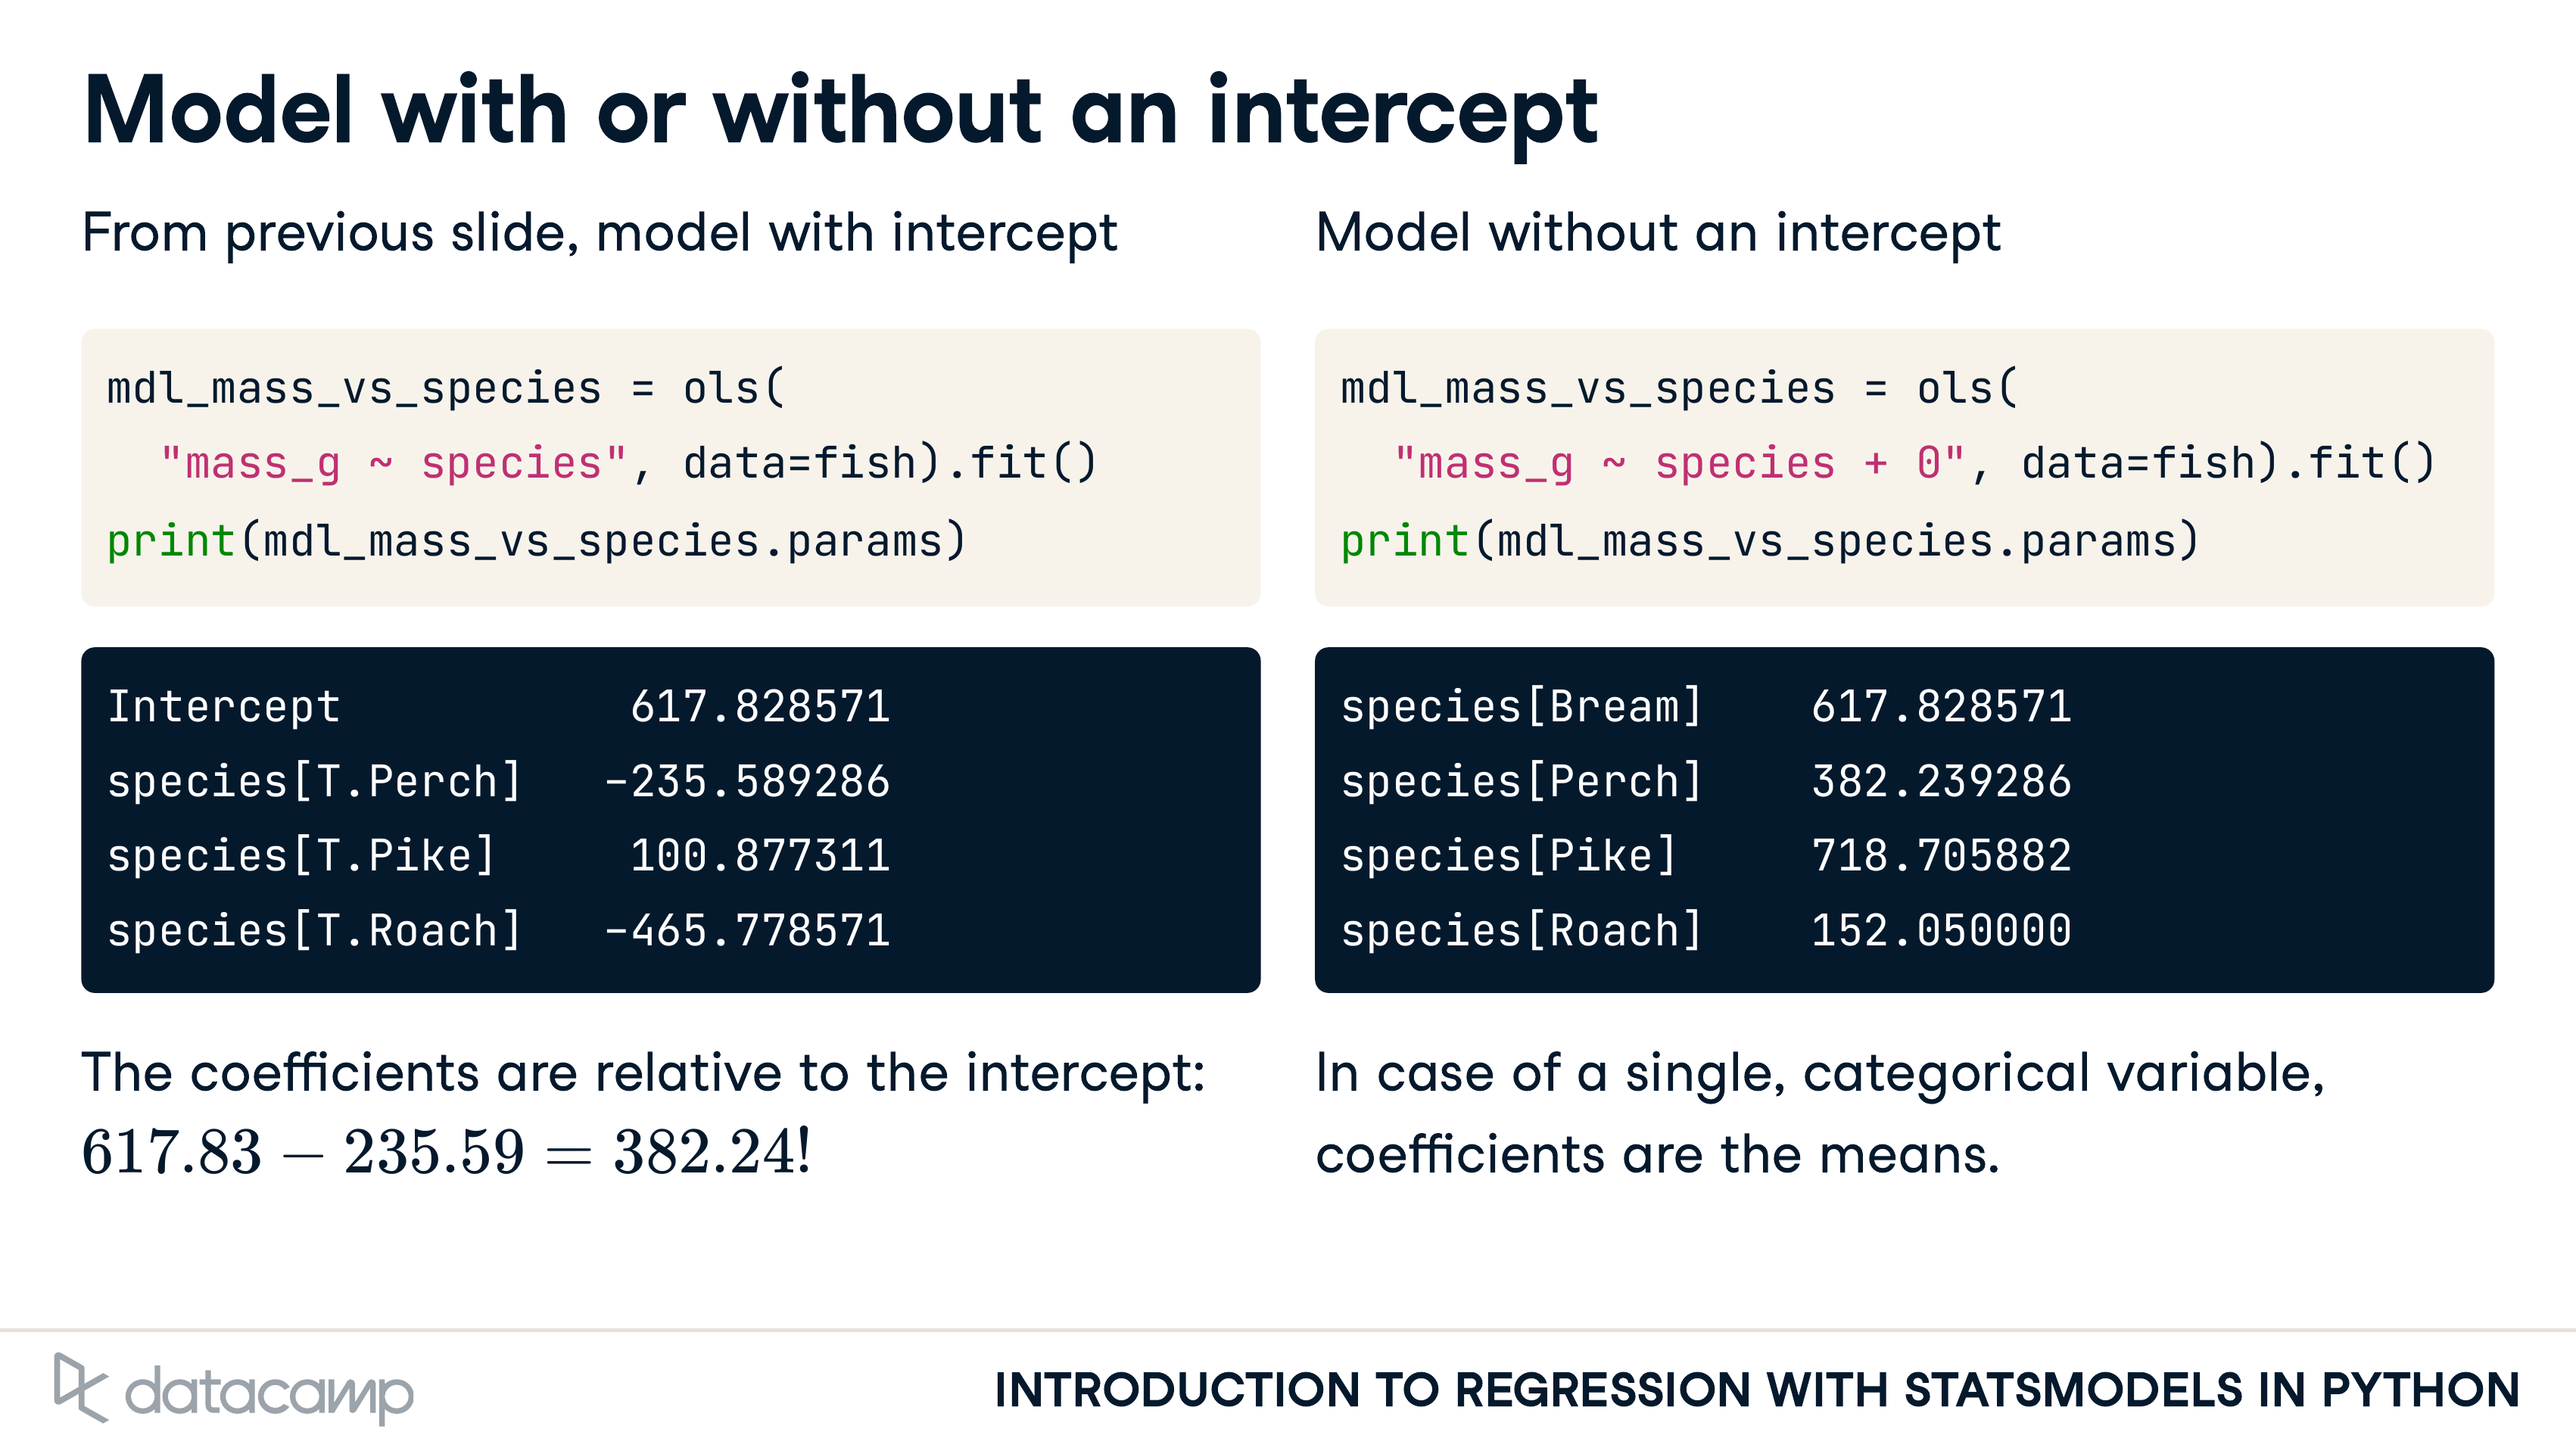 Model with or without an intercept
From previous slide, model with intercept
mdl_mass_vs_species = ols(
"mass_g ~ species", data=fish).fit()
print(mdl_mass_vs_species.params)
Intercept 617.828571
species[T.Perch] -235.589286
species[T.Pike] 100.877311
species[T.Roach] -465.778571
The coefficients are relative to the intercept:
617.83 − 235.59 = 382.24!
Model without an intercept
mdl_mass_vs_species = ols(
"mass_g ~ species + 0", data=fish).fit()
print(mdl_mass_vs_species.params)
species[Bream] 617.828571
species[Perch] 382.239286
species[Pike] 718.705882
species[Roach] 152.050000
In case of a single, categorical variable,
coefficients are the means.
datacamp
INTRODUCTION TO REGRESSION WITH STATSMODELS IN PYTHON